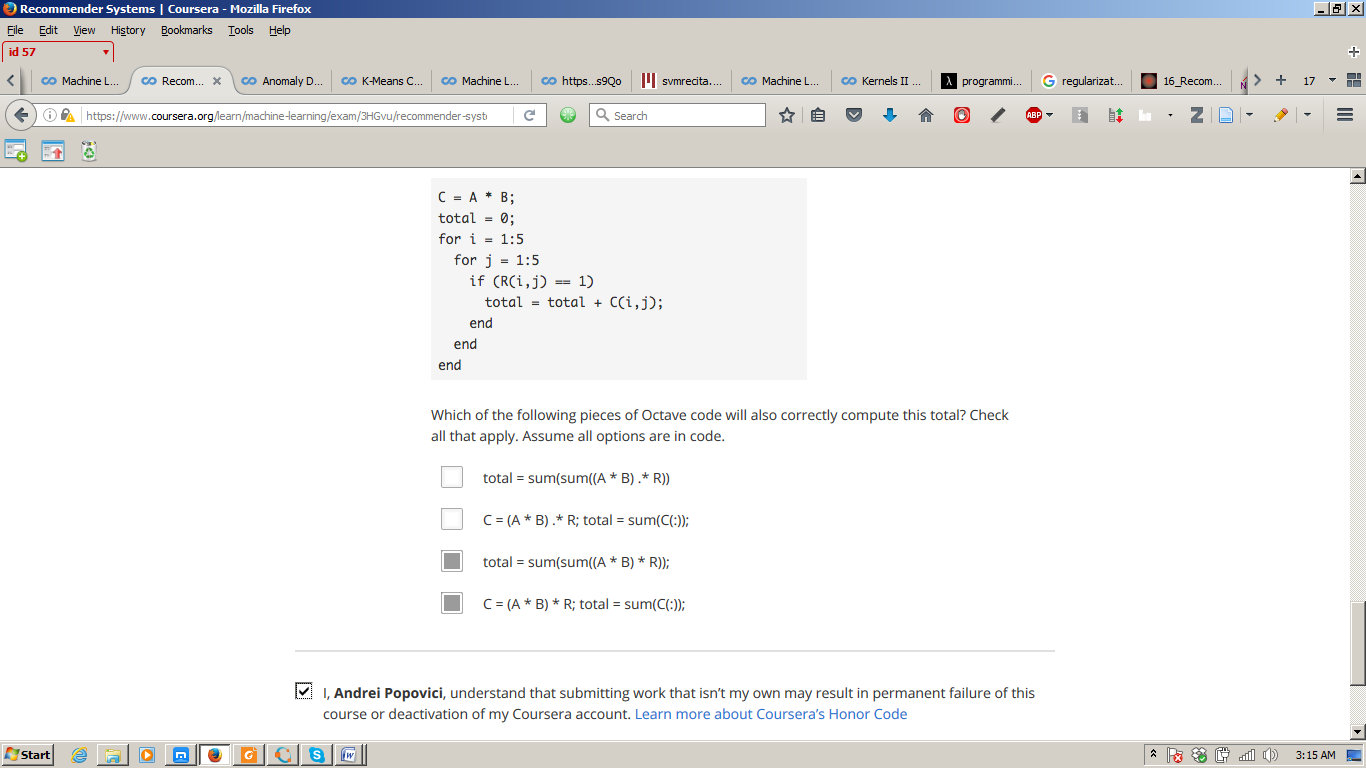 Recommender Systems | Coursera - Mozilla Firefox
File Edit View History Bookmarks Tools Help
id 57
Machine L... Recom... Anomaly D... K-Means C... Machine L... https...s9Qo svmrecita.... Machine L... Kernels II ... programmi... regularizat... 16_Recom... 17
https://www.coursera.org/learn/machine-learning/exam/3HGvu/recommender-syst Search ABP
C = A * B;
total = 0;
for i = 1:5
for j = 1:5
if (R(i,j) == 1)
total = total + C(i,j);
end
end
end
Which of the following pieces of Octave code will also correctly compute this total? Check
all that apply. Assume all options are in code.
total = sum(sum((A * B) .* R))
C = (A * B) .* R; total = sum(C(:));
total = sum(sum((A * B) * R));
C = (A * B) * R; total = sum(C(:));
I, Andrei Popovici, understand that submitting work that isn't my own may result in permanent failure of this
course or deactivation of my Coursera account. Learn more about Coursera's Honor Code
Start 3:15 AM